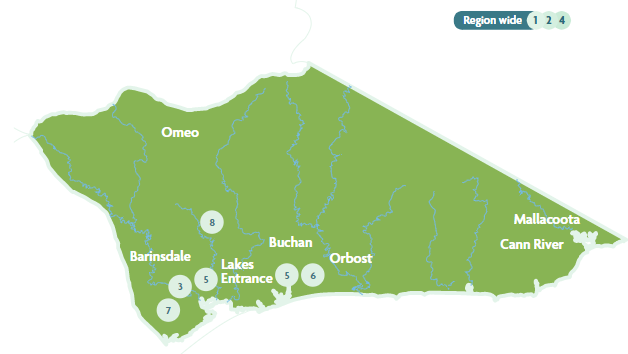 Region wide 1 2 4
Omeo
8
Mallacoota
Buchan
Cann River
Barinsdale
Orbost
Lakes
Entrance
5
6
3
5
7